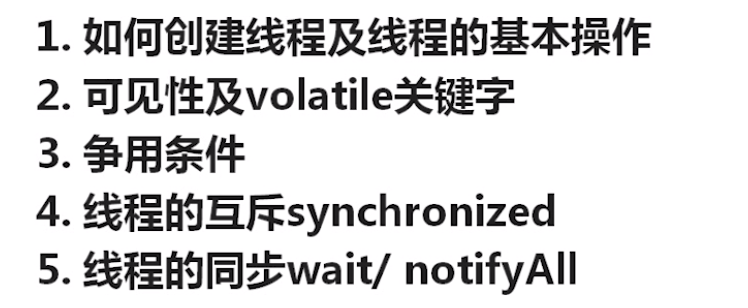 1. 如何创建线程及线程的基本操作
2. 可见性及volatile关键字
3. 争用条件
4. 线程的互斥synchronized
5. 线程的同步wait/ notifyAll